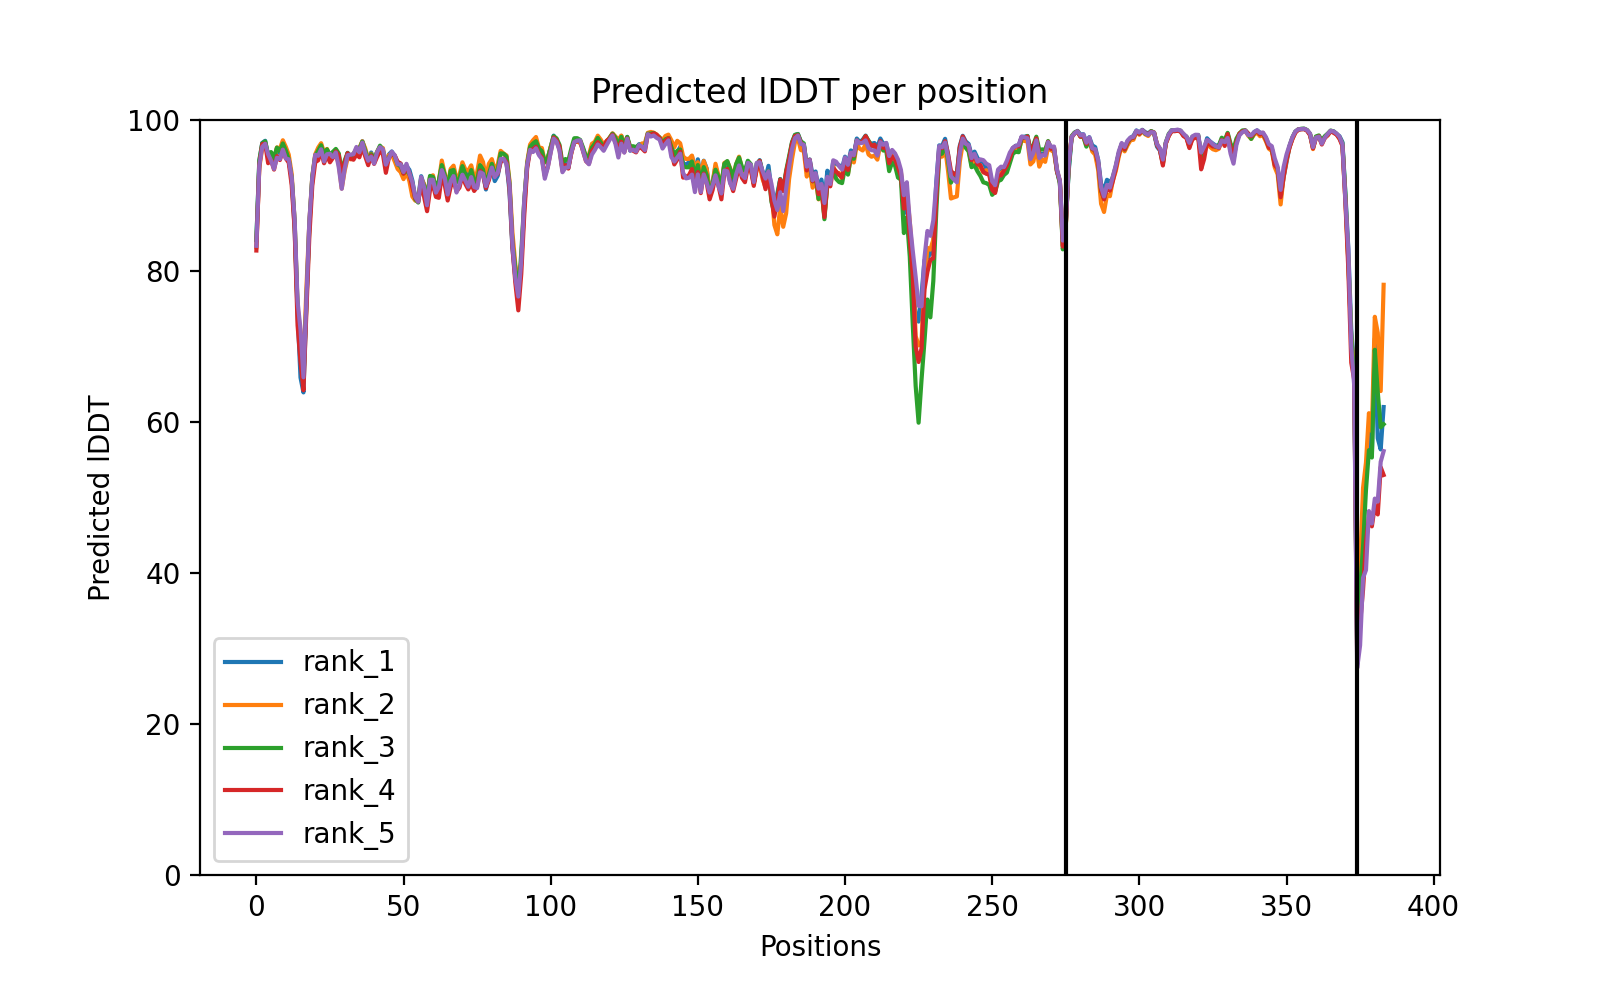 Predicted lDDT per position
100
80
60
40
20
0
Predicted lDDT
rank_1
rank_2
rank_3
rank_4
rank_5
0 50 100 150 200 250 300 350 400
Positions